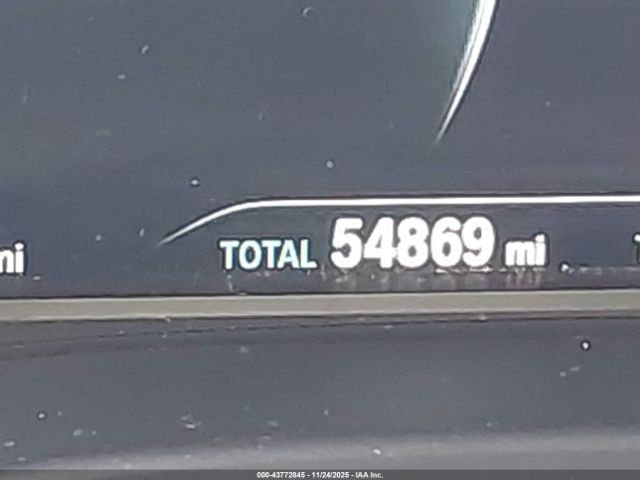 mi TOTAL 54869 mi
000-43772845 - 11/24/2025 - IAA Inc.